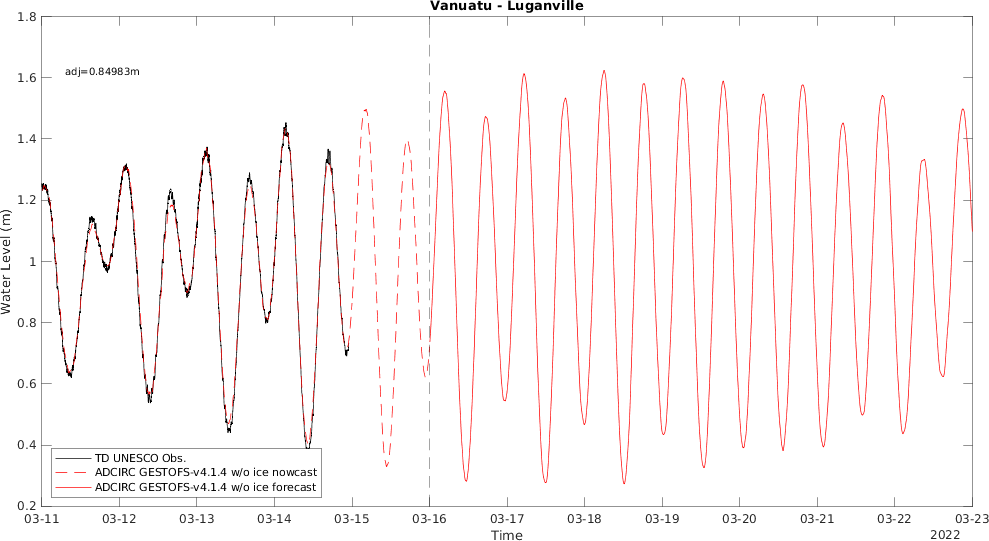 Vanuatu - Luganville
1.8
1.6
1.4
1.2
1
0.8
0.6
0.4
0.2
Water Level (m)
adj=0.84983m
TD UNESCO Obs.
ADCIRC GESTOFS-v4.1.4 w/o ice nowcast
ADCIRC GESTOFS-v4.1.4 w/o ice forecast
03-11 03-12 03-13 03-14 03-15 03-16 03-17 03-18 03-19 03-20 03-21 03-22 03-23
Time
2022